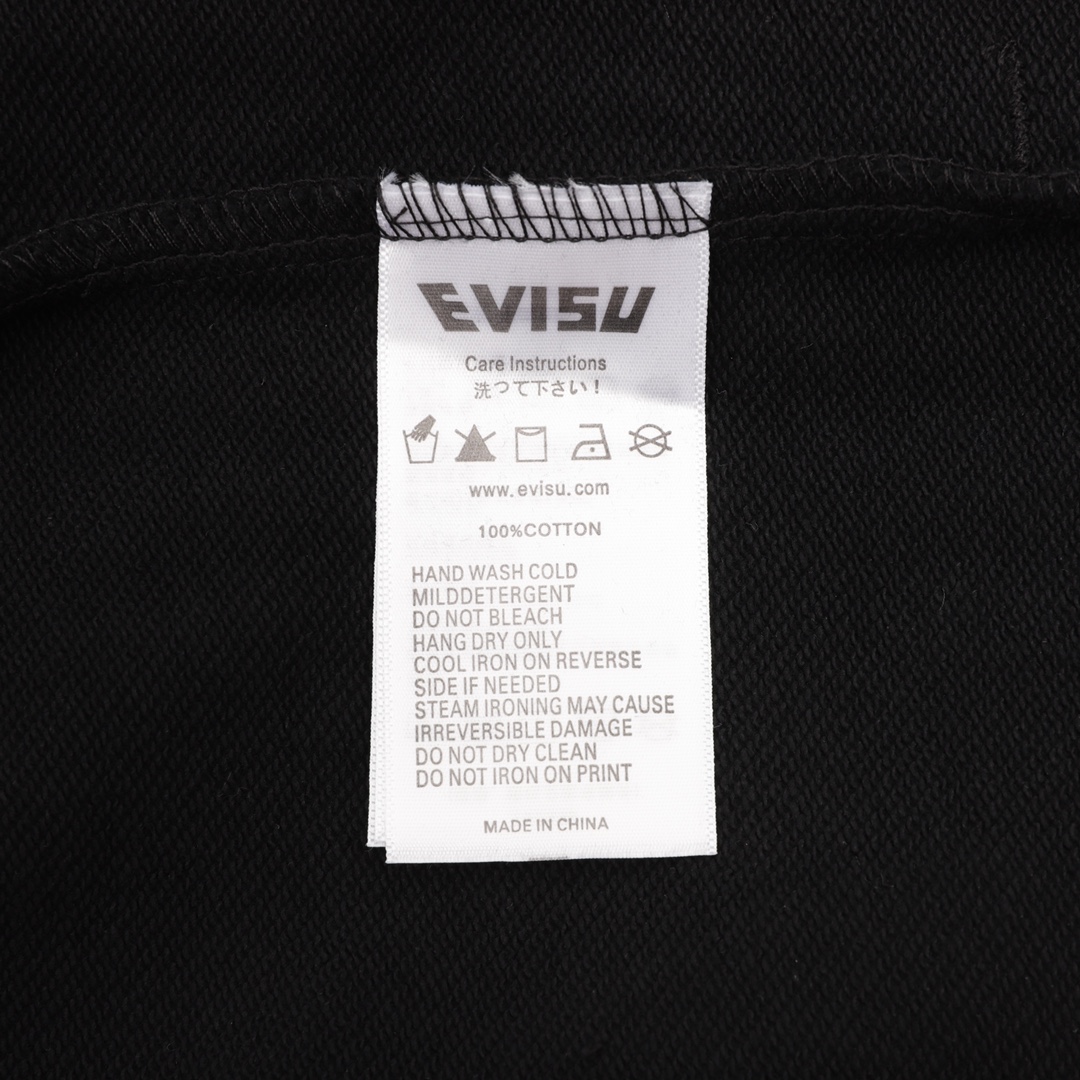 EVISU
Care Instructions
洗つて下さい!
www.evisu.com
100%COTTON
HAND WASH COLD
MILDDETERGENT
DO NOT BLEACH
HANG DRY ONLY
COOL IRON ON REVERSE
SIDE IF NEEDED
STEAM IRONING MAY CAUSE
IRREVERSIBLE DAMAGE
DO NOT DRY CLEAN
DO NOT IRON ON PRINT
MADE IN CHINA